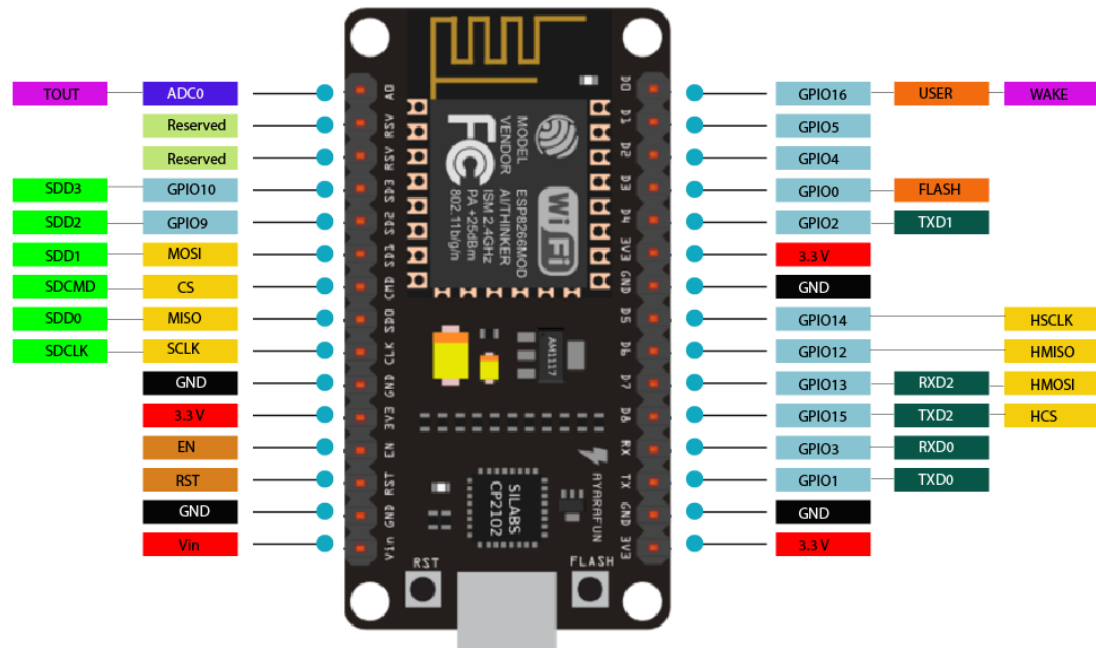 TOUT ADC0 A0 D0 GPIO16 USER WAKE
Reserved RSV D1 GPIO5
Reserved RSV D2 GPIO4
SDD3 GPIO10 SD3 D3 GPIO0 FLASH
SDD2 GPIO9 SD2 D4 GPIO2 TXD1
SDD1 MOSI SD1 3V3 3.3 V
SDCMD CS CMD GND GND
SDD0 MISO SD0 D5 GPIO14 HSCLK
SDCLK SCLK CLK D6 GPIO12 HMISO
GND GND D7 GPIO13 RXD2 HMOSI
3.3 V 3V3 D8 GPIO15 TXD2 HCS
EN EN RX GPIO3 RXD0
RST RST TX GPIO1 TXD0
GND GND GND GND
Vin Vin 3V3 3.3 V
MODEL
VENDOR
ESP8266MOD
AI/THINKER
ISM 2.4GHz
PA +25dBm
802.11b/g/n
FC
Wi Fi
AM1117
SILABS
CP2102
AYARAFUN
RST
FLASH